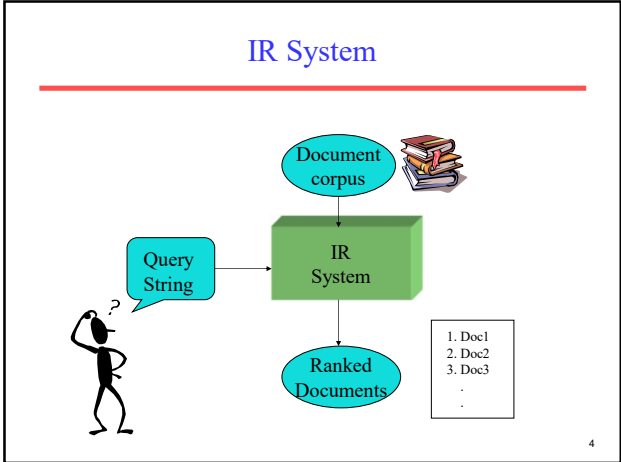 IR System
Document
corpus
Query
String
?
IR
System
Ranked
Documents
1. Doc1
2. Doc2
3. Doc3
.
.
4